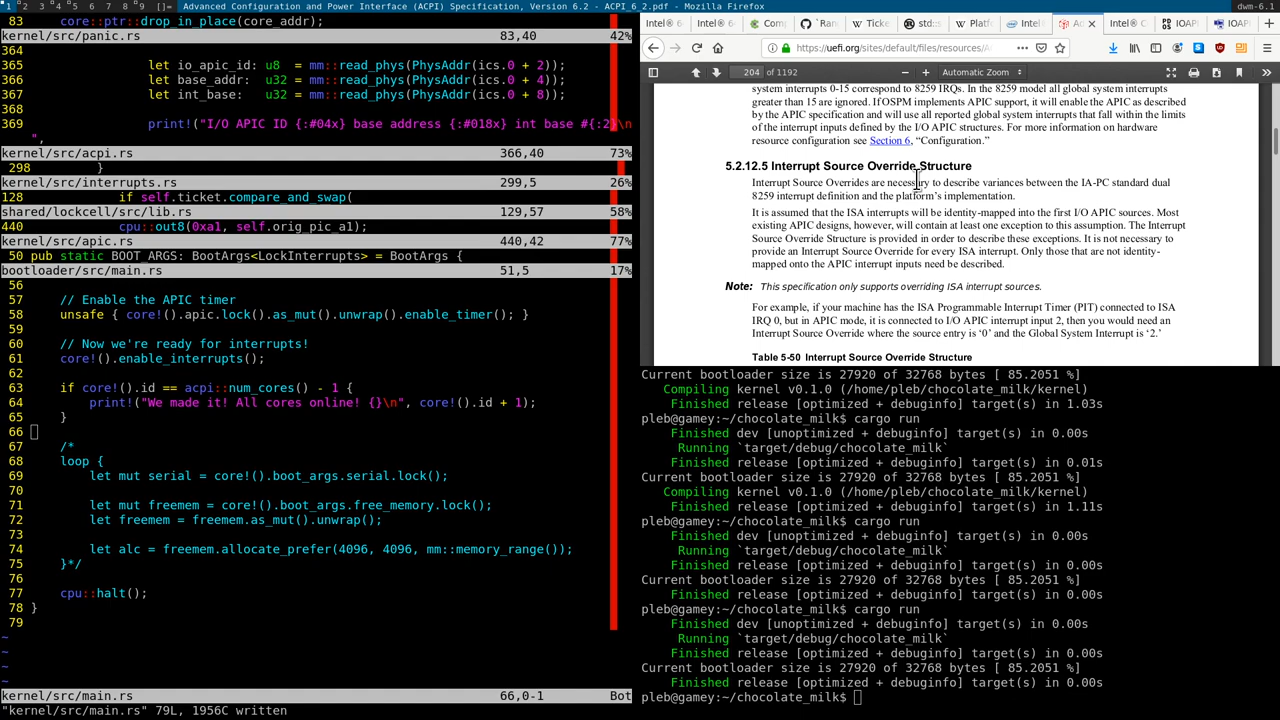 1 2 3 4 5 6 7 8 9 []= Advanced Configuration and Power Interface (ACPI) Specification, Version 6.2 - ACPI_6_2.pdf - Mozilla Firefox dwm-6.1
83 core::ptr::drop_in_place(core_addr);
kernel/src/panic.rs 83,40 42%
364
365 let io_apic_id: u8 = mm::read_phys(PhysAddr(ics.0 + 2));
366 let base_addr: u32 = mm::read_phys(PhysAddr(ics.0 + 4));
367 let int_base: u32 = mm::read_phys(PhysAddr(ics.0 + 8));
368
369 print!("I/O APIC ID {:#04x} base address {:#018x} int base #{:2}\n
",
kernel/src/acpi.rs 366,40 73%
298 }
kernel/src/interrupts.rs 299,5 26%
128 if self.ticket.compare_and_swap(
shared/lockcell/src/lib.rs 129,57 58%
440 cpu::out8(0xa1, self.orig_pic_a1);
kernel/src/apic.rs 440,42 77%
50 pub static BOOT_ARGS: BootArgs<LockInterrupts> = BootArgs {
bootloader/src/main.rs 51,5 17%
56
57 // Enable the APIC timer
58 unsafe { core!().apic.lock().as_mut().unwrap().enable_timer(); }
59
60 // Now we're ready for interrupts!
61 core!().enable_interrupts();
62
63 if core!().id == acpi::num_cores() - 1 {
64 print!("We made it! All cores online! {}\n", core!().id + 1);
65 }
66
67 /*
68 loop {
69 let mut serial = core!().boot_args.serial.lock();
70
71 let mut freemem = core!().boot_args.free_memory.lock();
72 let freemem = freemem.as_mut().unwrap();
73
74 let alc = freemem.allocate_prefer(4096, 4096, mm::memory_range());
75 }*/
76
77 cpu::halt();
78 }
79
~
~
~
~
kernel/src/main.rs 66,0-1 Bot
"kernel/src/main.rs" 79L, 1956C written
Intel® Intel® Comp `Ran Ticke std:: Platf Intel® Ac Intel® C IOAPI IOAPI
https://uefi.org/sites/default/files/resources/A
204 of 1192 Automatic Zoom
system interrupts 0-15 correspond to 8259 IRQs. In the 8259 model all global system interrupts
greater than 15 are ignored. If OSPM implements APIC support, it will enable the APIC as described
by the APIC specification and will use all reported global system interrupts that fall within the limits
of the interrupt inputs defined by the I/O APIC structures. For more information on hardware
resource configuration see Section 6, “Configuration.”
5.2.12.5 Interrupt Source Override Structure
Interrupt Source Overrides are necessary to describe variances between the IA-PC standard dual
8259 interrupt definition and the platform’s implementation.
It is assumed that the ISA interrupts will be identity-mapped into the first I/O APIC sources. Most
existing APIC designs, however, will contain at least one exception to this assumption. The Interrupt
Source Override Structure is provided in order to describe these exceptions. It is not necessary to
provide an Interrupt Source Override for every ISA interrupt. Only those that are not identity-
mapped onto the APIC interrupt inputs need be described.
Note: This specification only supports overriding ISA interrupt sources.
For example, if your machine has the ISA Programmable Interrupt Timer (PIT) connected to ISA
IRQ 0, but in APIC mode, it is connected to I/O APIC interrupt input 2, then you would need an
Interrupt Source Override where the source entry is ‘0’ and the Global System Interrupt is ‘2.’
Table 5-50 Interrupt Source Override Structure
Current bootloader size is 27920 of 32768 bytes [ 85.2051 %]
Compiling kernel v0.1.0 (/home/pleb/chocolate_milk/kernel)
Finished release [optimized + debuginfo] target(s) in 1.03s
pleb@gamey:~/chocolate_milk$ cargo run
Finished dev [unoptimized + debuginfo] target(s) in 0.00s
Running `target/debug/chocolate_milk`
Finished release [optimized + debuginfo] target(s) in 0.01s
Current bootloader size is 27920 of 32768 bytes [ 85.2051 %]
Compiling kernel v0.1.0 (/home/pleb/chocolate_milk/kernel)
Finished release [optimized + debuginfo] target(s) in 1.11s
pleb@gamey:~/chocolate_milk$ cargo run
Finished dev [unoptimized + debuginfo] target(s) in 0.00s
Running `target/debug/chocolate_milk`
Finished release [optimized + debuginfo] target(s) in 0.00s
Current bootloader size is 27920 of 32768 bytes [ 85.2051 %]
Finished release [optimized + debuginfo] target(s) in 0.00s
pleb@gamey:~/chocolate_milk$ cargo run
Finished dev [unoptimized + debuginfo] target(s) in 0.00s
Running `target/debug/chocolate_milk`
Finished release [optimized + debuginfo] target(s) in 0.00s
Current bootloader size is 27920 of 32768 bytes [ 85.2051 %]
Finished release [optimized + debuginfo] target(s) in 0.00s
pleb@gamey:~/chocolate_milk$